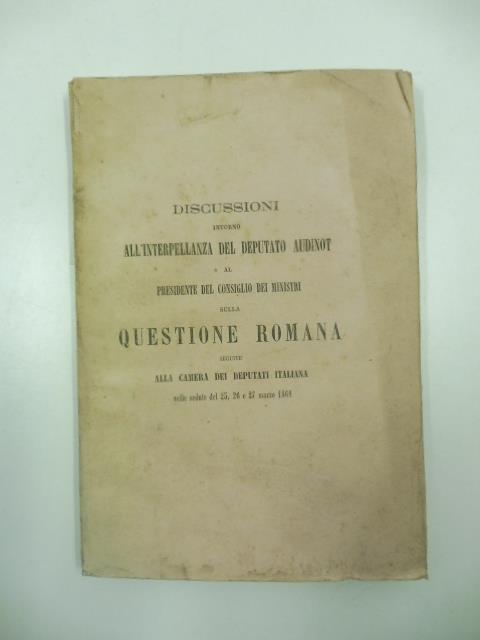 DISCUSSIONI
INTORNO
ALL'INTERPELLANZA DEL DEPUTATO AUDINOT
AL
PRESIDENTE DEL CONSIGLIO DEI MINISTRI
SULLA
QUESTIONE ROMANA
SEGUITE
ALLA CAMERA DEI DEPUTATI ITALIANA
nelle sedute del 25, 26 e 27 marzo 1861